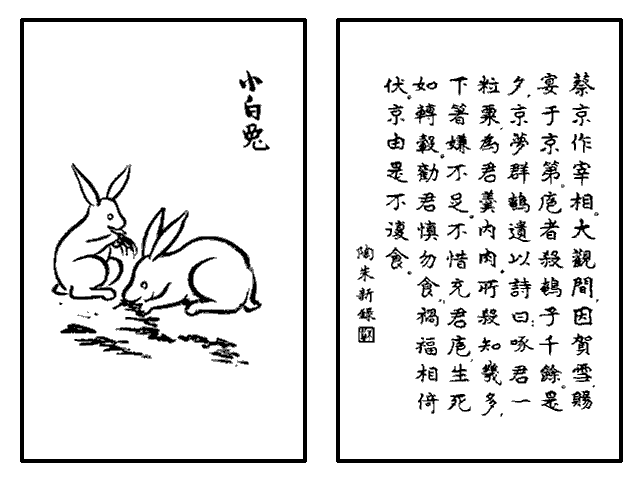 小白兔
蔡京作宰相。大觀間,因賀雪,賜
宴于京第。庖者殺鵪子千餘。是
夕,京夢群鵪遺以詩曰:啄君一
粒粟,為君羹內肉。所殺知幾多,
下箸嫌不足。不惜充君庖,生死
如轉轂。勸君慎勿食,禍福相倚
伏。京由是不復食。
陶朱新錄